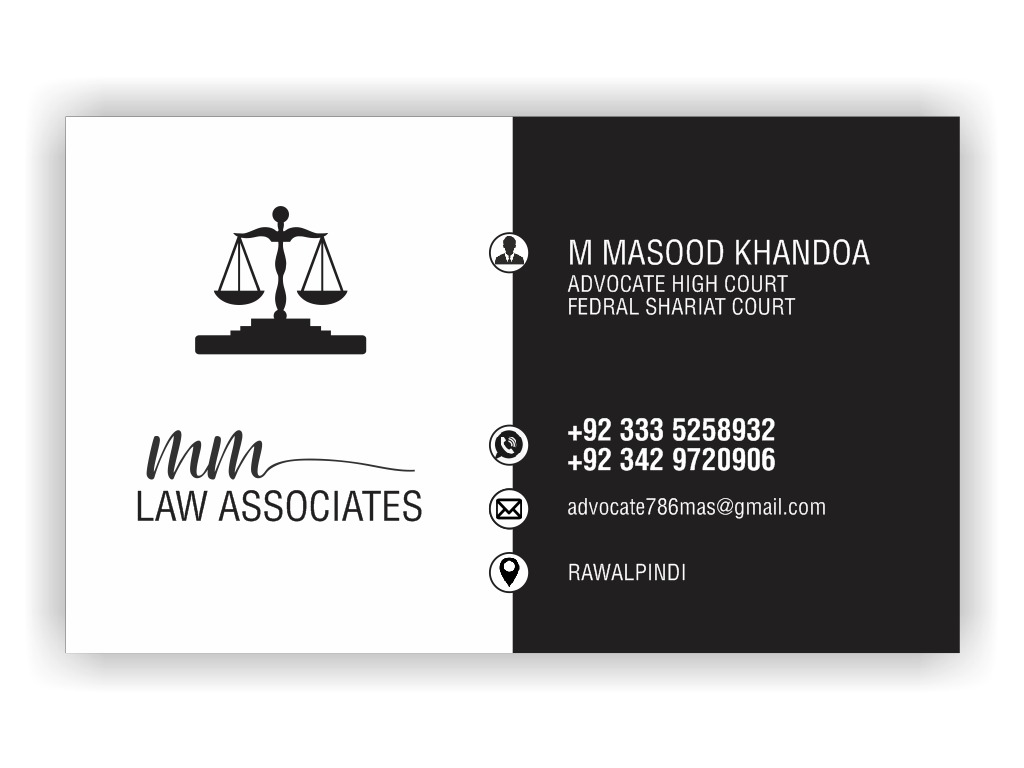 mm
LAW ASSOCIATES
M MASOOD KHANDOA
ADVOCATE HIGH COURT
FEDRAL SHARIAT COURT
+92 333 5258932
+92 342 9720906
advocate786mas@gmail.com
RAWALPINDI